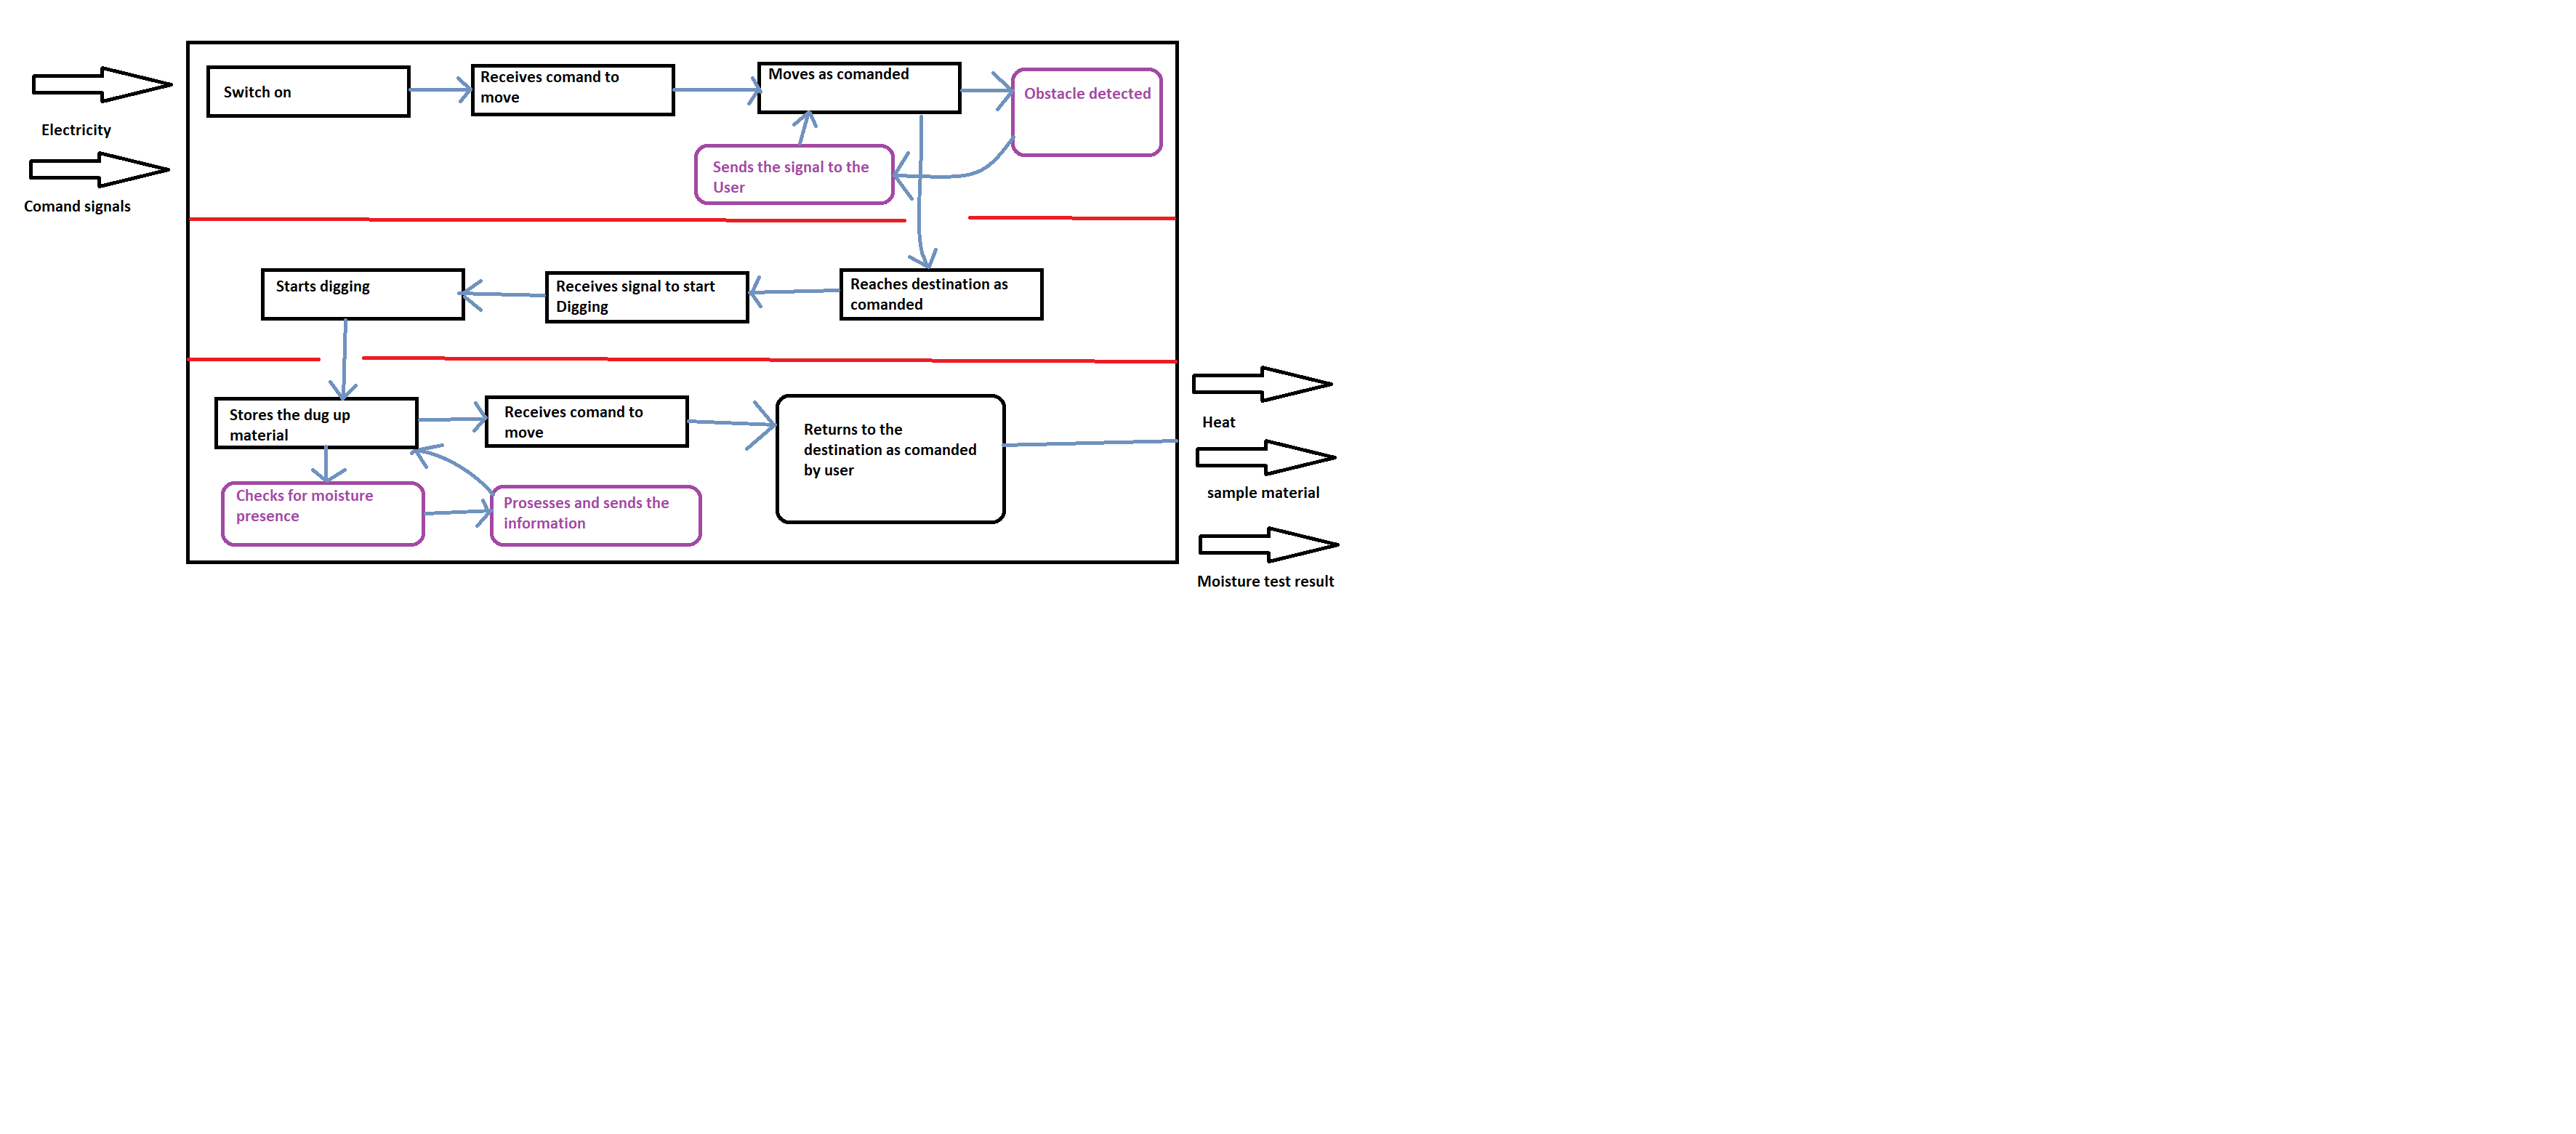 Switch on
Receives comand to
move
Moves as comanded
Obstacle detected
Electricity
Sends the signal to the
User
Comand signals
Starts digging
Receives signal to start
Digging
Reaches destination as
comanded
Stores the dug up
material
Receives comand to
move
Returns to the
destination as comanded
by user
Heat
Checks for moisture
presence
Prosesses and sends the
information
sample material
Moisture test result